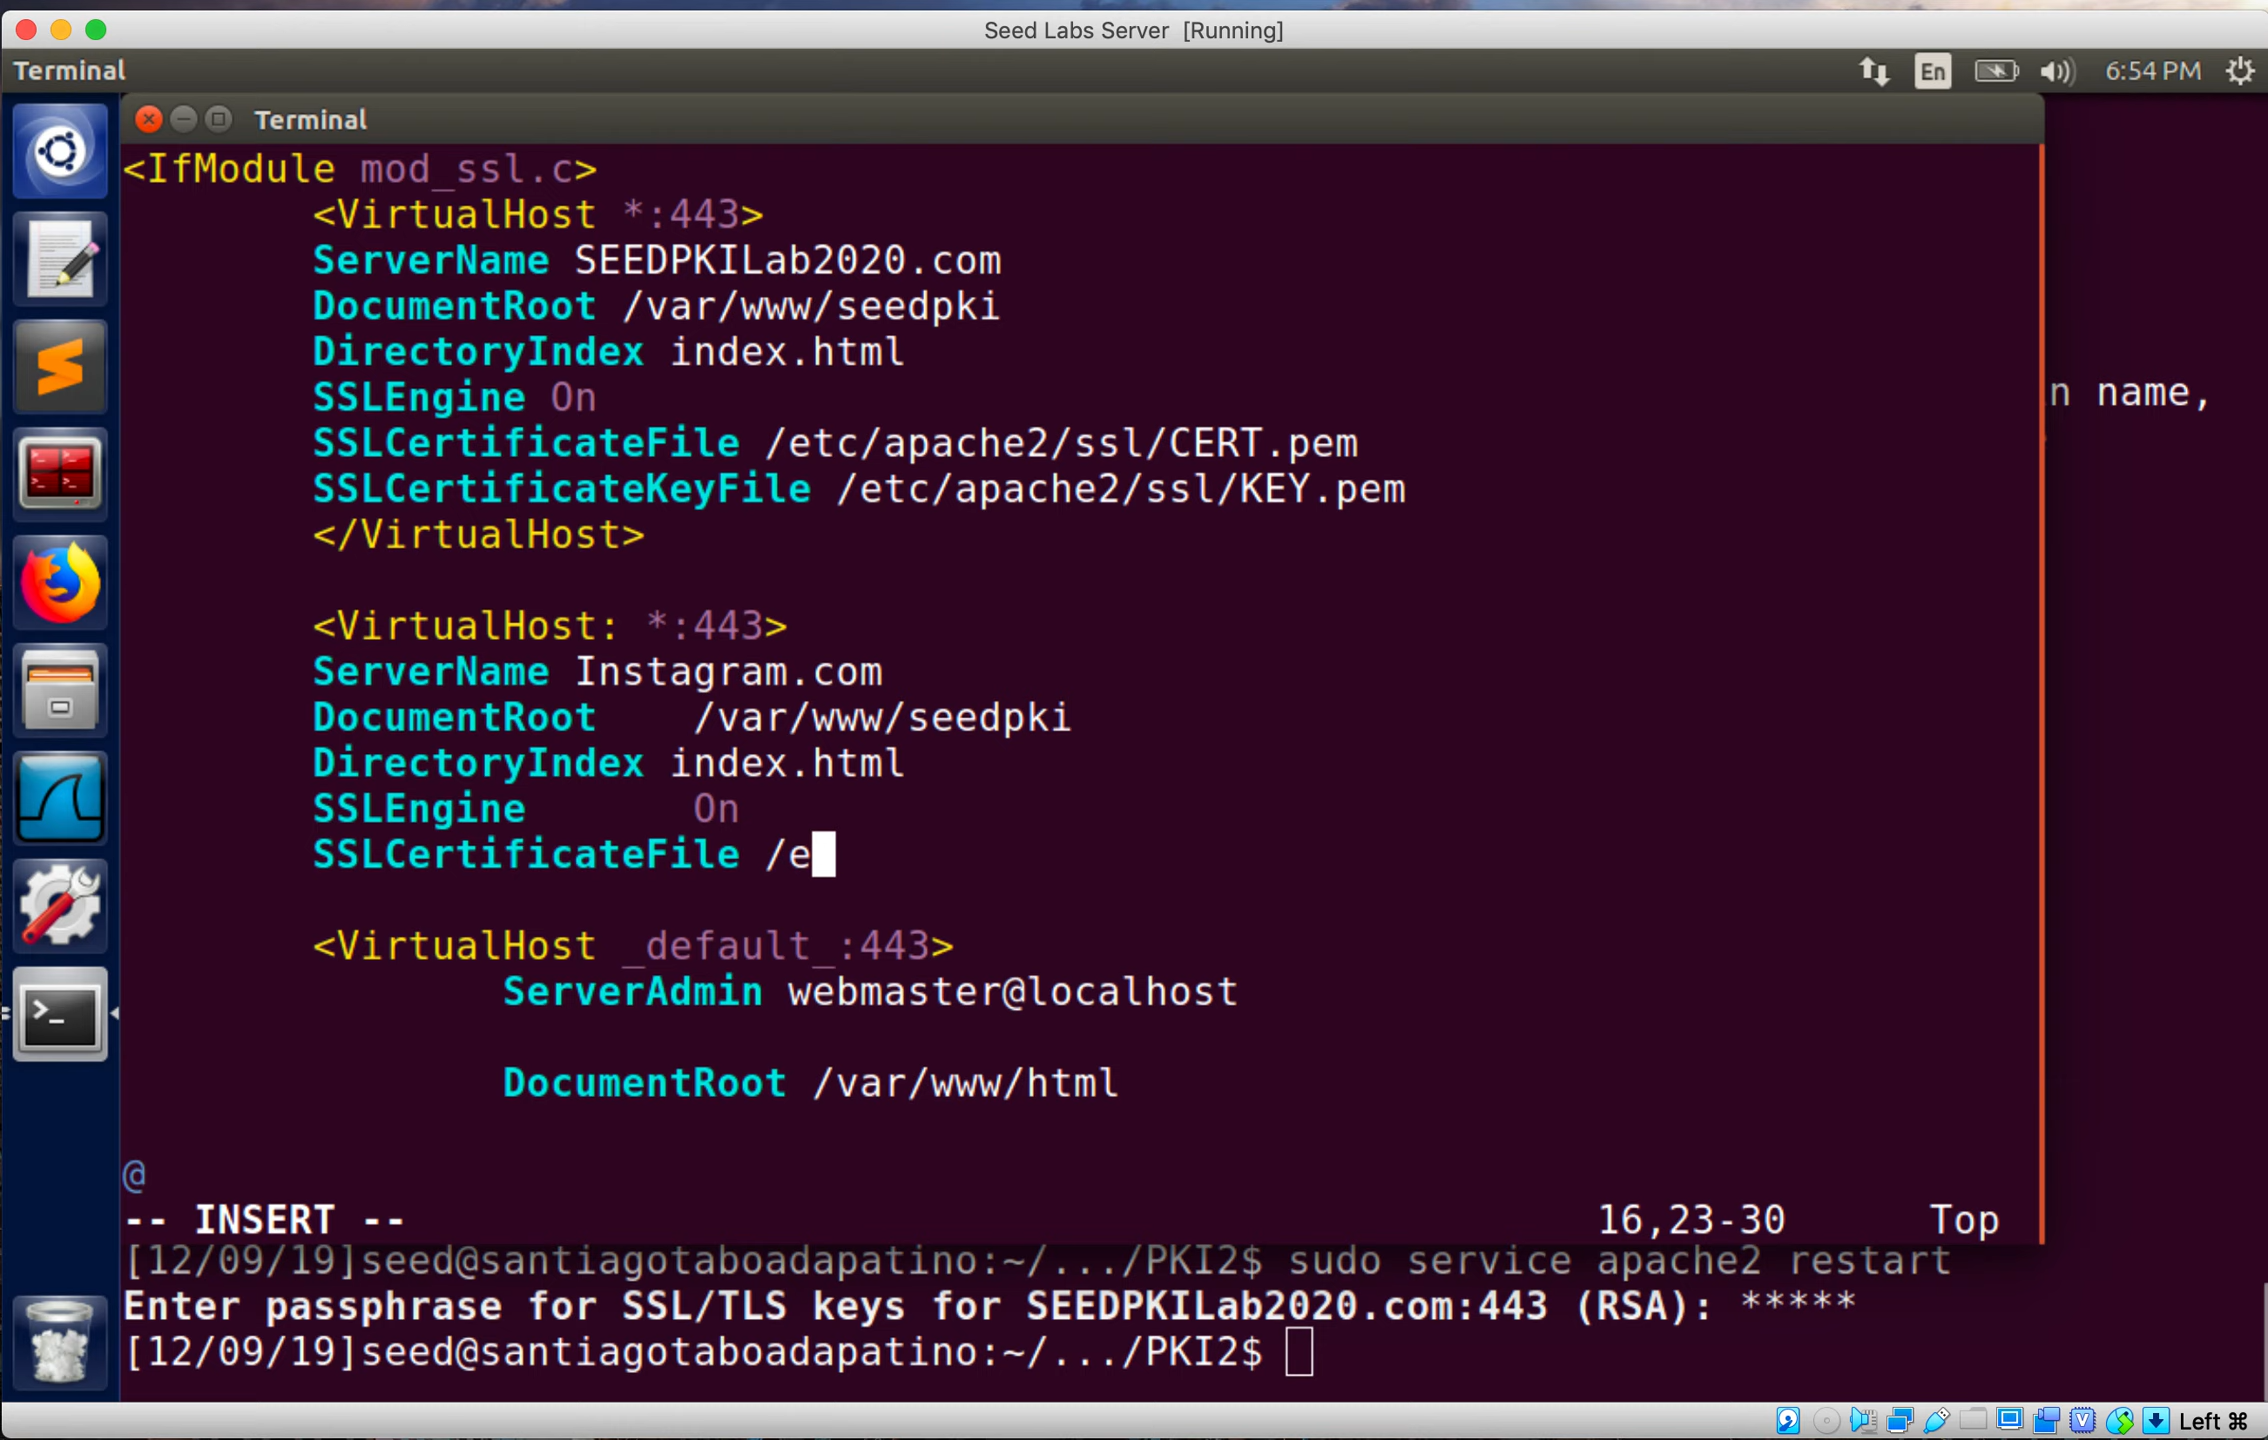 Seed Labs Server [Running]
Terminal
En
6:54 PM
Terminal
<IfModule mod_ssl.c>
<VirtualHost *:443>
ServerName SEEDPKILab2020.com
DocumentRoot /var/www/seedpki
DirectoryIndex index.html
SSLEngine On
SSLCertificateFile /etc/apache2/ssl/CERT.pem
SSLCertificateKeyFile /etc/apache2/ssl/KEY.pem
</VirtualHost>
<VirtualHost: *:443>
ServerName Instagram.com
DocumentRoot /var/www/seedpki
DirectoryIndex index.html
SSLEngine On
SSLCertificateFile /e
<VirtualHost _default_:443>
ServerAdmin webmaster@localhost
DocumentRoot /var/www/html
@
-- INSERT -- 16,23-30 Top
n name,
[12/09/19]seed@santiagotaboadapatino:~/.../PKI2$ sudo service apache2 restart
Enter passphrase for SSL/TLS keys for SEEDPKILab2020.com:443 (RSA): *****
[12/09/19]seed@santiagotaboadapatino:~/.../PKI2$
Left ⌘